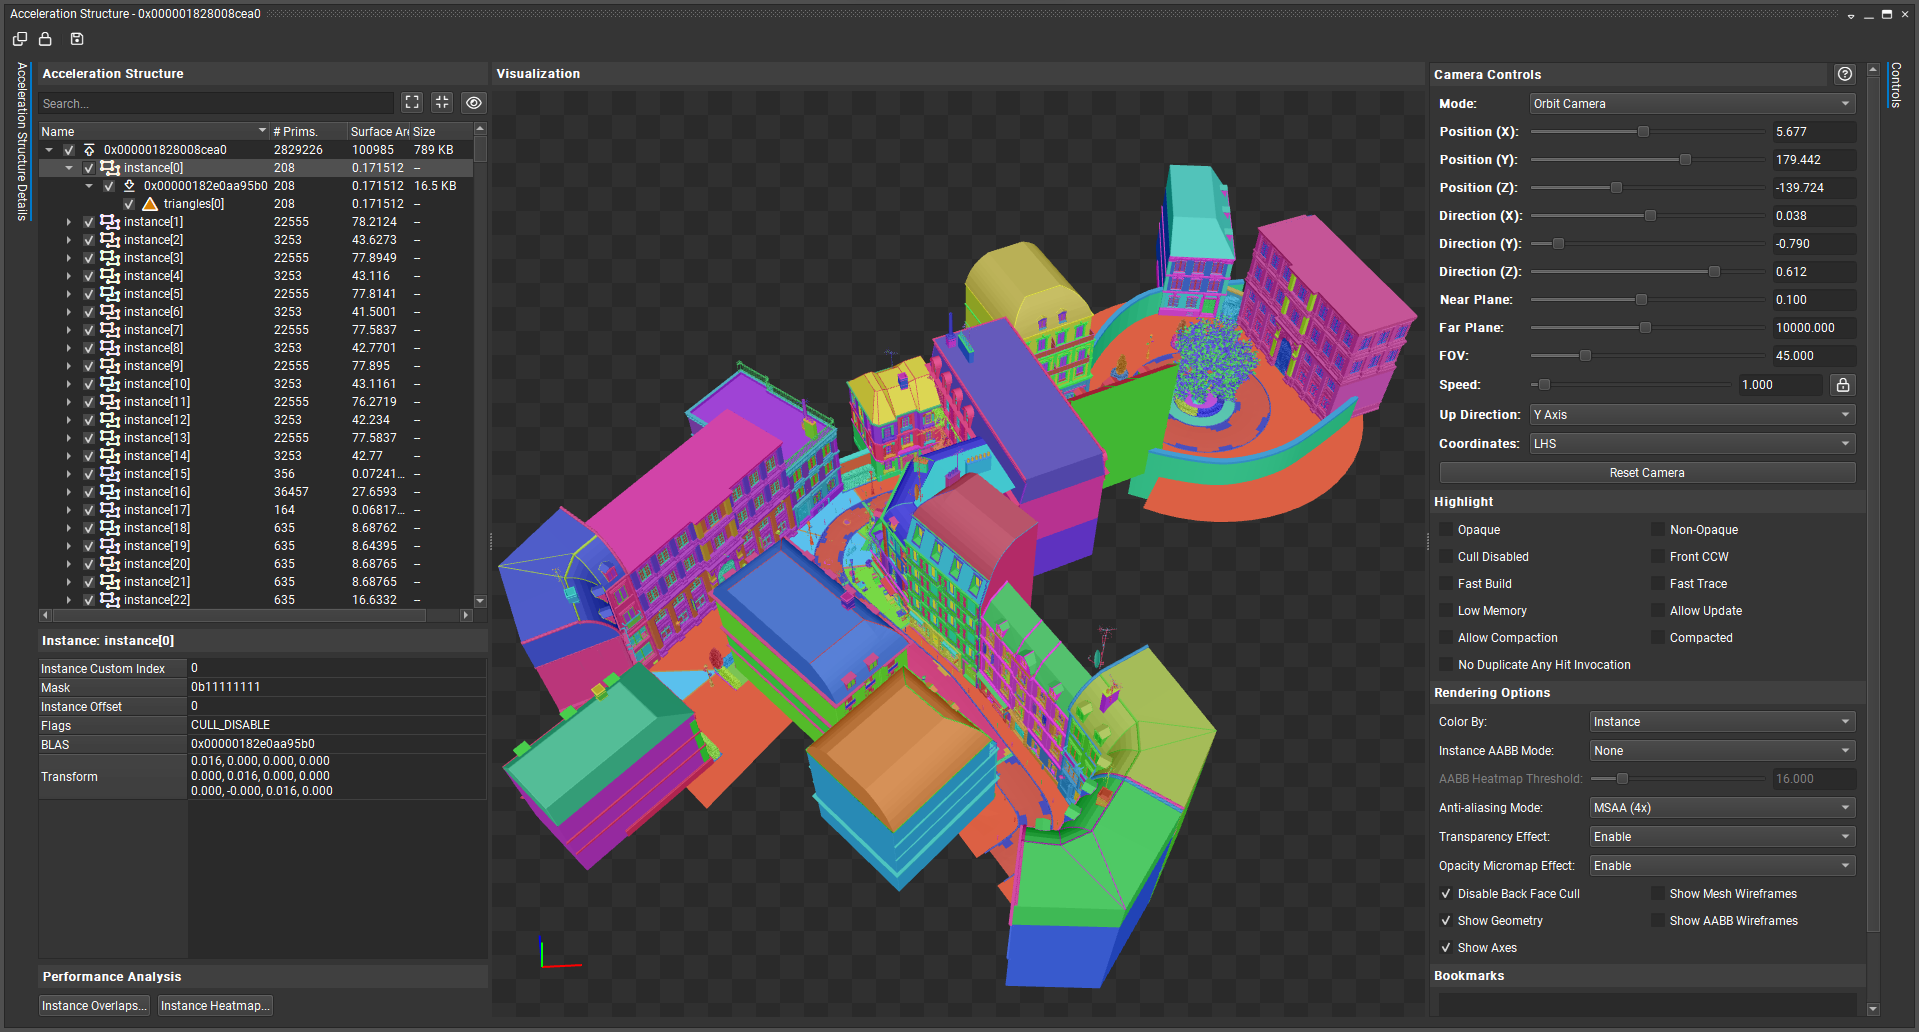 Acceleration Structure - 0x000001828008cea0
Acceleration Structure Details
Acceleration Structure
Search...
Name # Prims. Surface Are Size
0x000001828008cea0 2829226 100985 789 KB
instance[0] 208 0.171512 –
0x00000182e0aa95b0 208 0.171512 16.5 KB
triangles[0] 208 0.171512 –
instance[1] 22555 78.2124 –
instance[2] 3253 43.6273 –
instance[3] 22555 77.8949 –
instance[4] 3253 43.116 –
instance[5] 22555 77.8141 –
instance[6] 3253 41.5001 –
instance[7] 22555 77.5837 –
instance[8] 3253 42.7701 –
instance[9] 22555 77.895 –
instance[10] 3253 43.1161 –
instance[11] 22555 76.2719 –
instance[12] 3253 42.234 –
instance[13] 22555 77.5837 –
instance[14] 3253 42.77 –
instance[15] 356 0.07241... –
instance[16] 36457 27.6593 –
instance[17] 164 0.06817... –
instance[18] 635 8.68762 –
instance[19] 635 8.64395 –
instance[20] 635 8.68765 –
instance[21] 635 8.68765 –
instance[22] 635 16.6332 –
Instance: instance[0]
Instance Custom Index 0
Mask 0b11111111
Instance Offset 0
Flags CULL_DISABLE
BLAS 0x00000182e0aa95b0
Transform
0.016, 0.000, 0.000, 0.000
0.000, 0.016, 0.000, 0.000
0.000, -0.000, 0.016, 0.000
Performance Analysis
Instance Overlaps... Instance Heatmap...
Visualization
Camera Controls
Mode: Orbit Camera
Position (X): 5.677
Position (Y): 179.442
Position (Z): -139.724
Direction (X): 0.038
Direction (Y): -0.790
Direction (Z): 0.612
Near Plane: 0.100
Far Plane: 10000.000
FOV: 45.000
Speed: 1.000
Up Direction: Y Axis
Coordinates: LHS
Reset Camera
Highlight
Opaque Non-Opaque
Cull Disabled Front CCW
Fast Build Fast Trace
Low Memory Allow Update
Allow Compaction Compacted
No Duplicate Any Hit Invocation
Rendering Options
Color By: Instance
Instance AABB Mode: None
AABB Heatmap Threshold: 16.000
Anti-aliasing Mode: MSAA (4x)
Transparency Effect: Enable
Opacity Micromap Effect: Enable
Disable Back Face Cull Show Mesh Wireframes
Show Geometry Show AABB Wireframes
Show Axes
Bookmarks
Controls